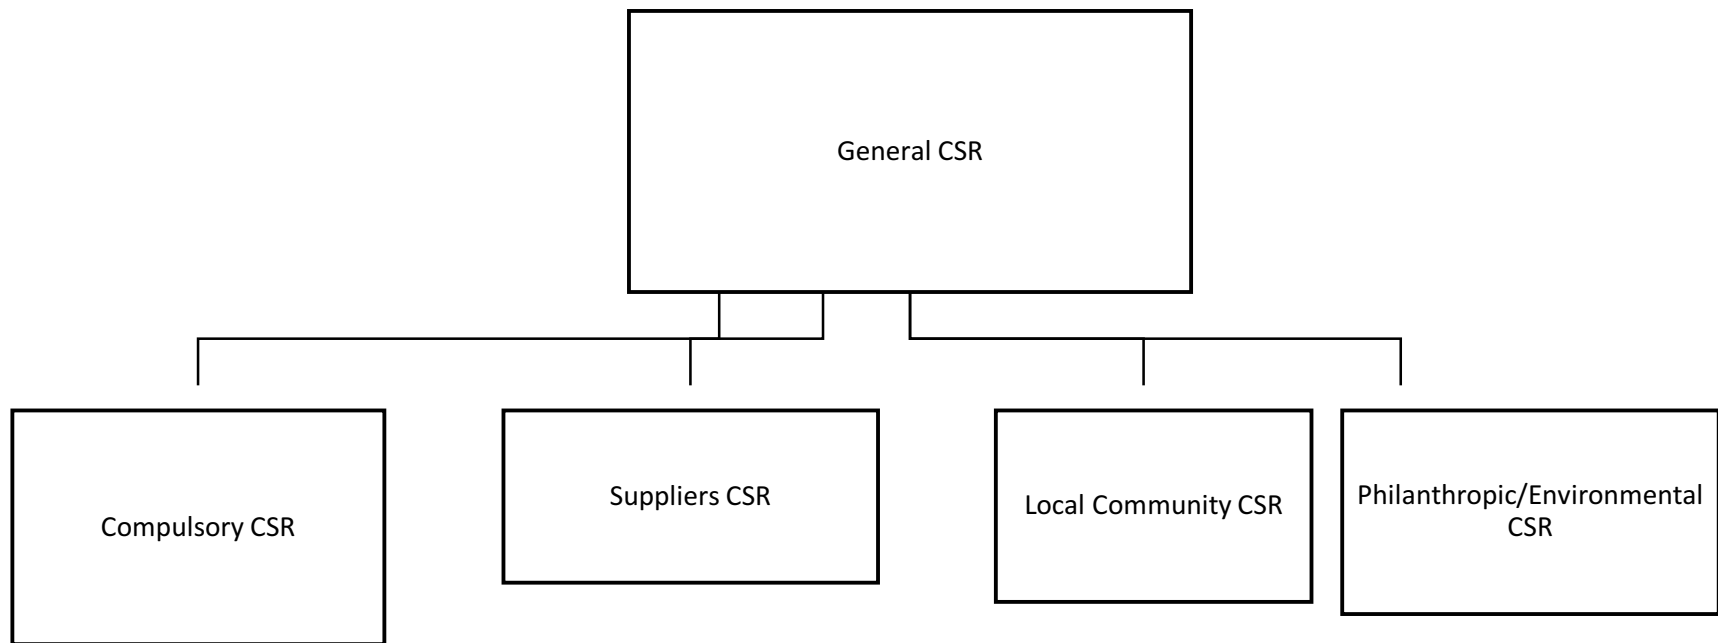 General CSR
Compulsory CSR
Suppliers CSR
Local Community CSR
Philanthropic/Environmental
CSR